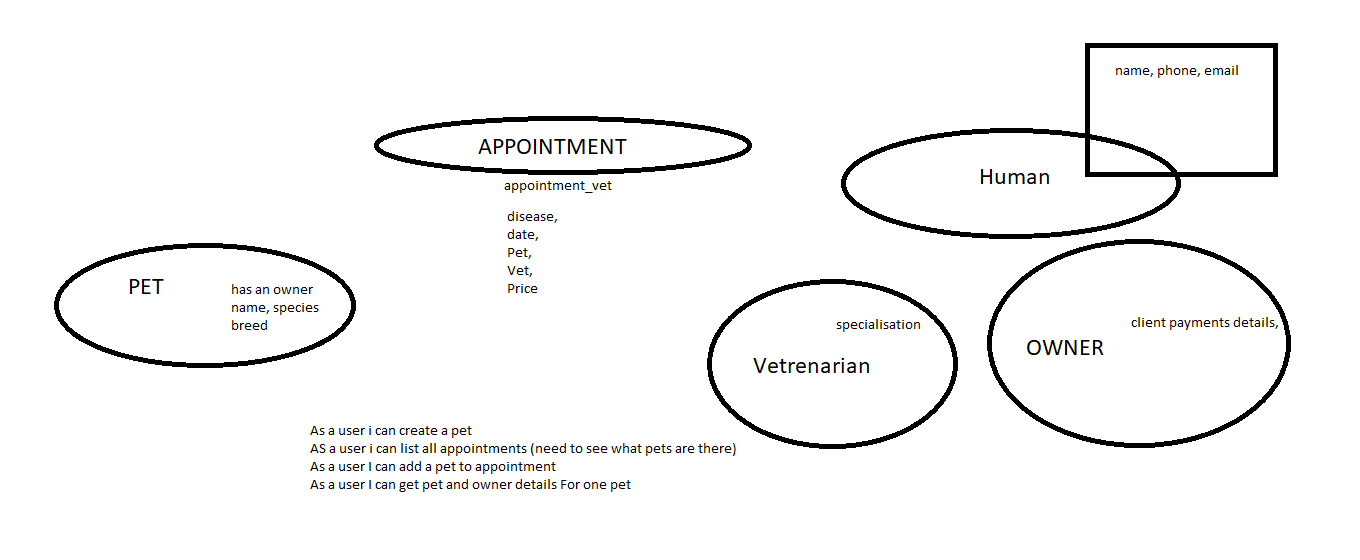 name, phone, email
APPOINTMENT
Human
appointment_vet
disease,
date,
Pet,
Vet,
Price
PET
has an owner
name, species
breed
specialisation
Vetrenarian
client payments details,
OWNER
As a user i can create a pet
AS a user i can list all appointments (need to see what pets are there)
As a user I can add a pet to appointment
As a user I can get pet and owner details For one pet